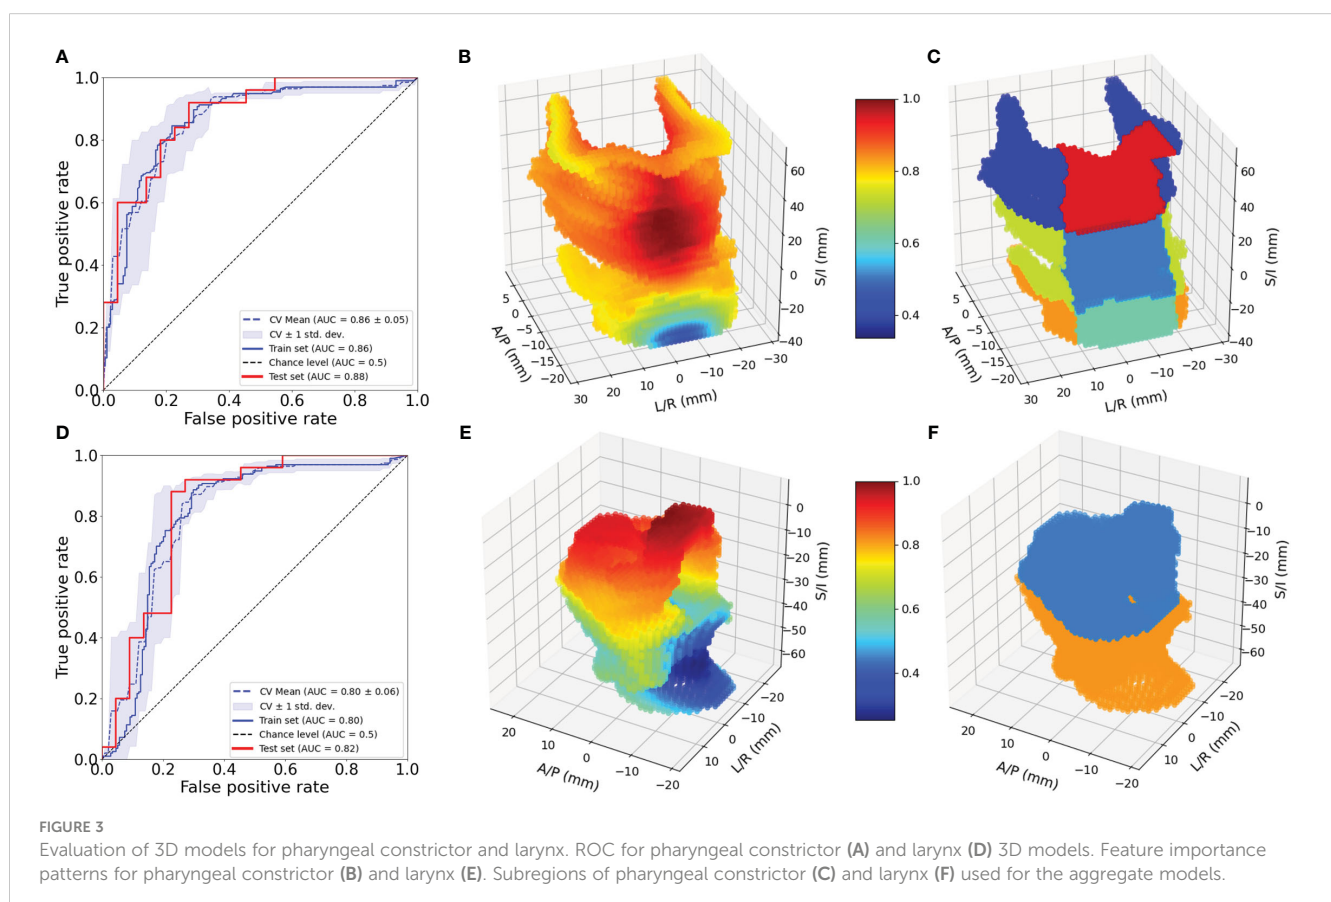 A
1.0
0.8
0.6
0.4
0.2
0.0
0.0 0.2 0.4 0.6 0.8 1.0
True positive rate
False positive rate
CV Mean (AUC = 0.86 ± 0.05)
CV ± 1 std. dev.
Train set (AUC = 0.86)
Chance level (AUC = 0.5)
Test set (AUC = 0.88)
B
60
40
20
0
−20
−40
S/I (mm)
5
0
−5
−10
−15
−20
A/P (mm)
30 20 10 0 −10 −20 −30
L/R (mm)
1.0
0.8
0.6
0.4
C
60
40
20
0
−20
−40
S/I (mm)
5
0
−5
−10
−15
−20
A/P (mm)
30 20 10 0 −10 −20 −30
L/R (mm)
D
1.0
0.8
0.6
0.4
0.2
0.0
0.0 0.2 0.4 0.6 0.8 1.0
True positive rate
False positive rate
CV Mean (AUC = 0.80 ± 0.06)
CV ± 1 std. dev.
Train set (AUC = 0.80)
Chance level (AUC = 0.5)
Test set (AUC = 0.82)
E
0
−10
−20
−30
−40
−50
−60
S/I (mm)
20 10 0 −10 −20
A/P (mm)
−20
−10
0
10
L/R (mm)
1.0
0.8
0.6
0.4
F
0
−10
−20
−30
−40
−50
−60
S/I (mm)
20 10 0 −10 −20
A/P (mm)
−20
−10
0
10
L/R (mm)
FIGURE 3
Evaluation of 3D models for pharyngeal constrictor and larynx. ROC for pharyngeal constrictor (A) and larynx (D) 3D models. Feature importance
patterns for pharyngeal constrictor (B) and larynx (E). Subregions of pharyngeal constrictor (C) and larynx (F) used for the aggregate models.